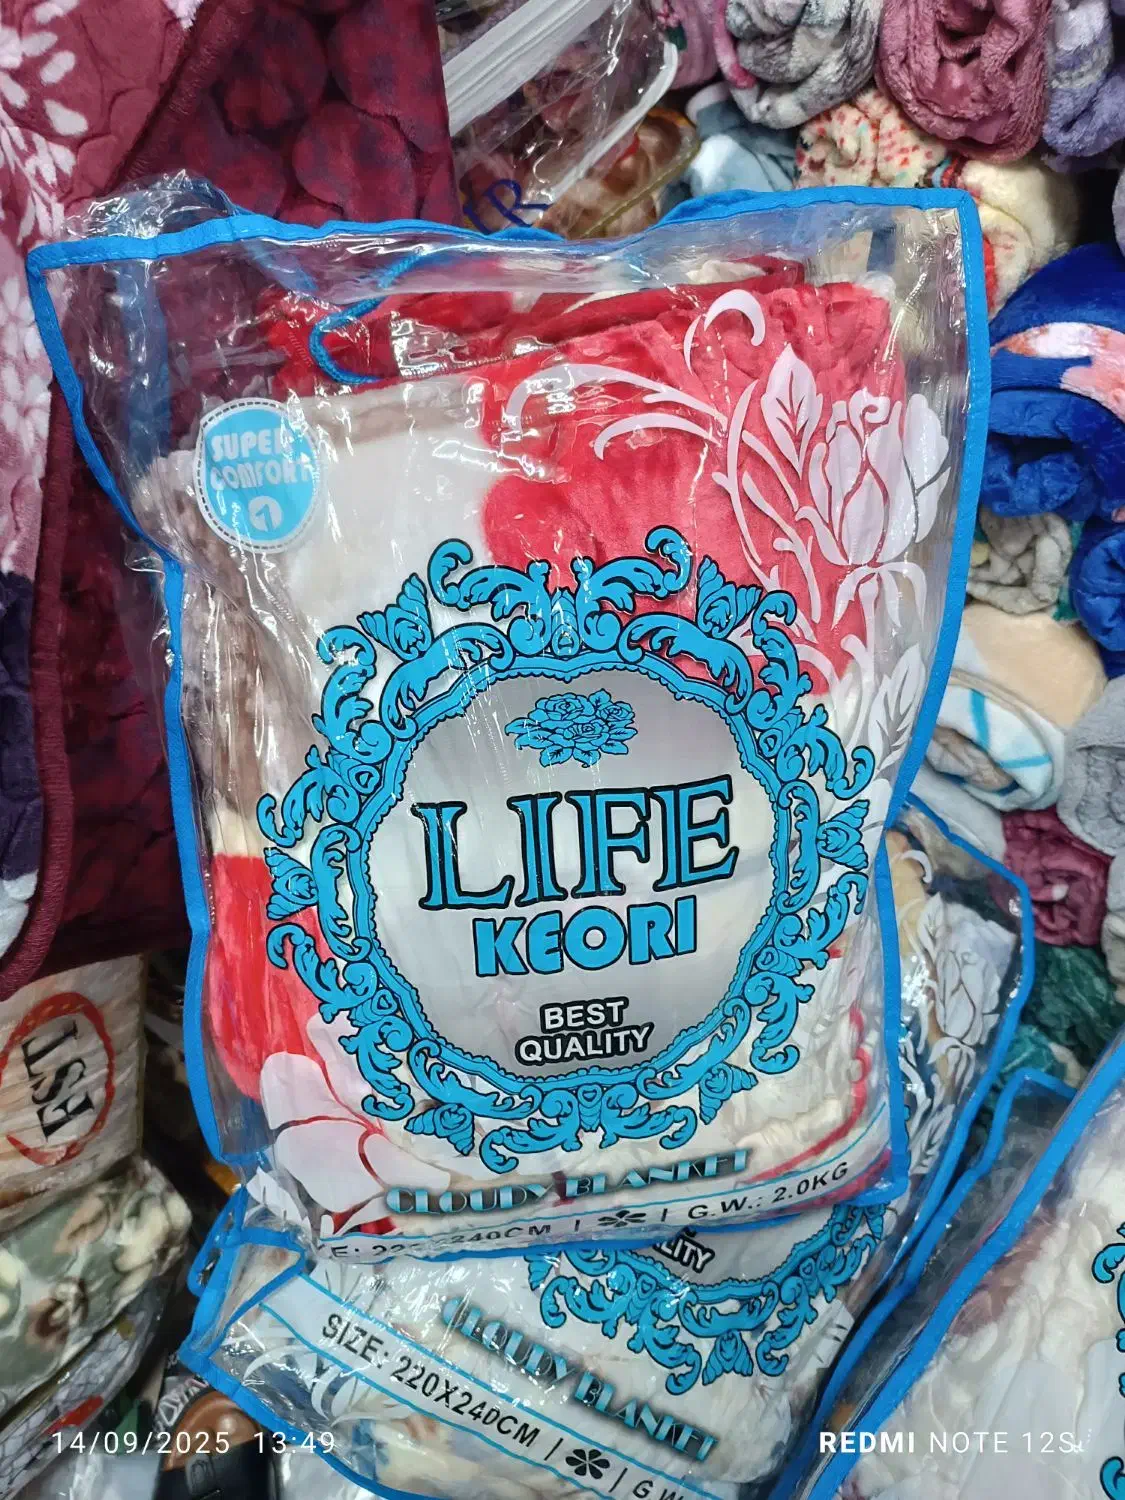 SUPER
COMFORT
LIFE
KEORI
BEST
QUALITY
CLOUDY BLANKET
240CM | | G.W.: 2.0KG
CLOUDY BLANKET
SIZE: 220X240CM | | G.W
14/09/2025 13:49
REDMI NOTE 12S